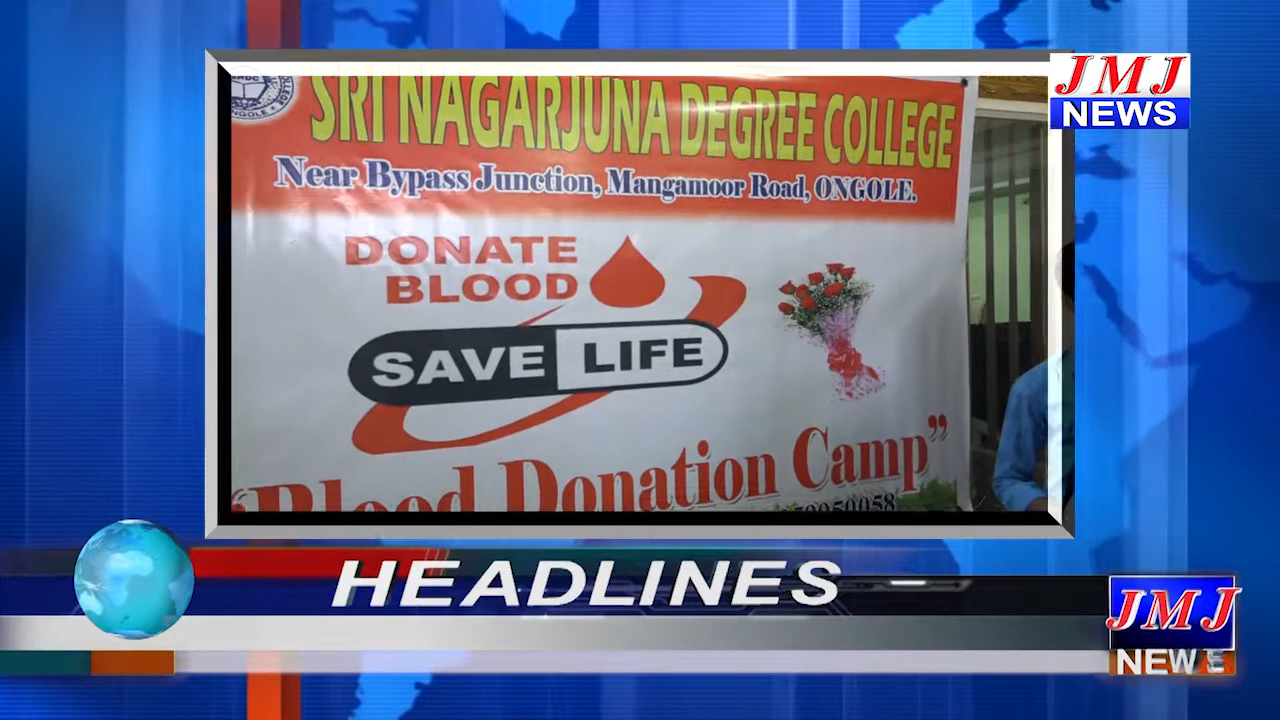 JMJ
NEWS
SRI NAGARJUNA DEGREE COLLEGE
Near Bypass Junction, Mangamoor Road, ONGOLE.
DONATE
BLOOD
SAVE LIFE
"Blood Donation Camp"
HEADLINES
JMJ
NEWS